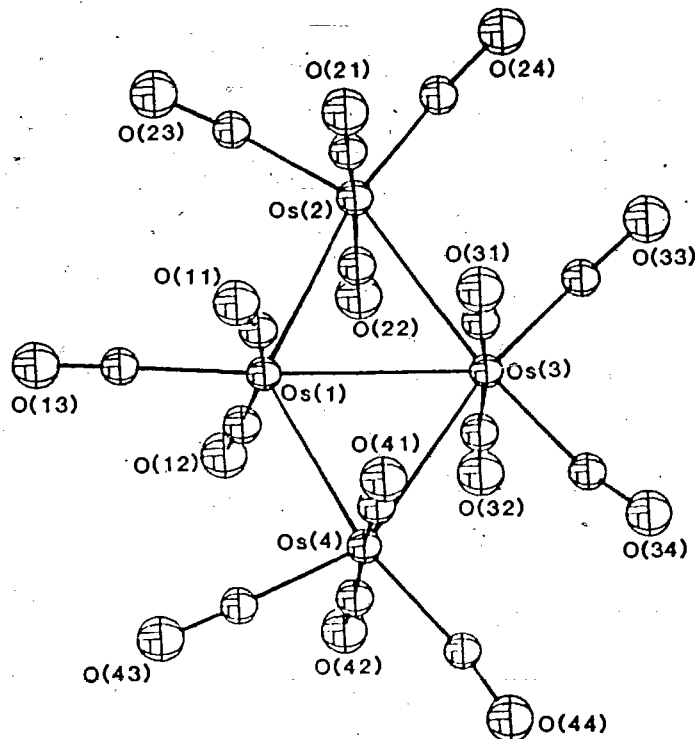 O(24)
O(21)
O(23)
Os(2)
O(33)
O(31)
O(11)
O(22)
Os(3)
Os(1)
O(13)
O(41)
O(12)
O(32)
Os(4)
O(34)
O(42)
O(43)
O(44)